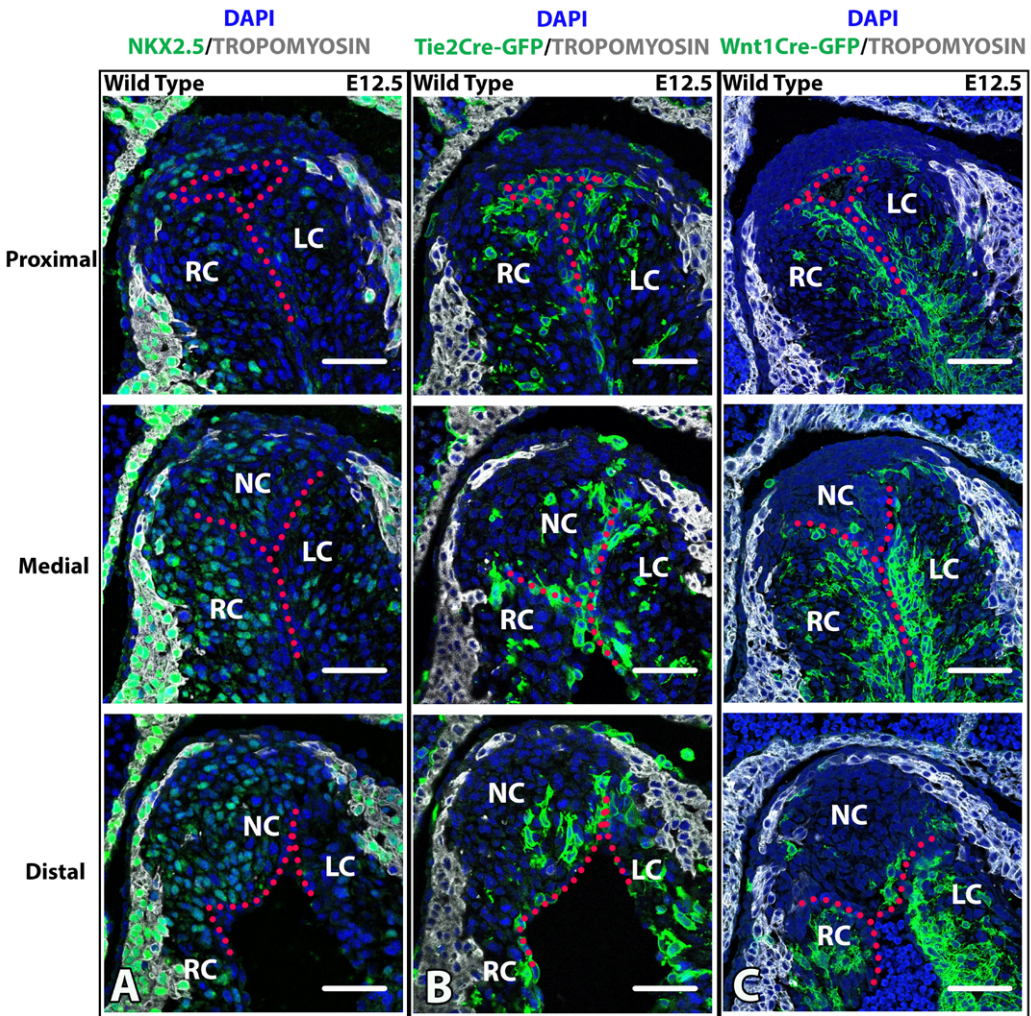 DAPI DAPI DAPI
NKX2.5/TROPOMYOSIN Tie2Cre-GFP/TROPOMYOSIN Wnt1Cre-GFP/TROPOMYOSIN
Wild Type E12.5 Wild Type E12.5 Wild Type E12.5
Proximal
RC LC
RC LC
RC LC
Medial
NC LC RC
NC LC RC
NC LC RC
Distal
NC LC RC A
NC LC RC B
NC LC RC C